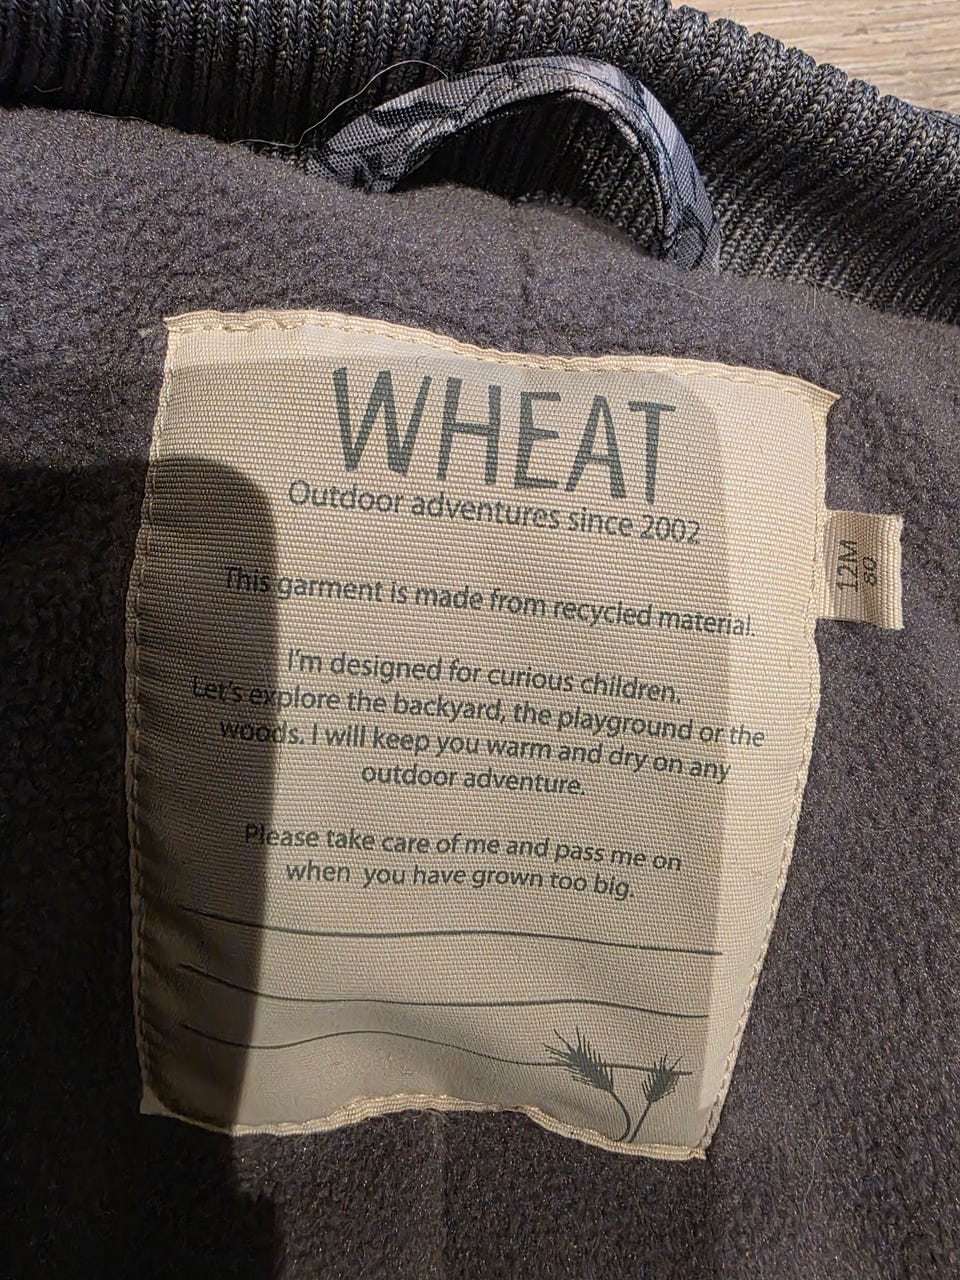 WHEAT
Outdoor adventures since 2002
This garment is made from recycled material.
I'm designed for curious children.
Let's explore the backyard, the playground or the
woods. I will keep you warm and dry on any
outdoor adventure.
Please take care of me and pass me on
when you have grown too big.
12M
80